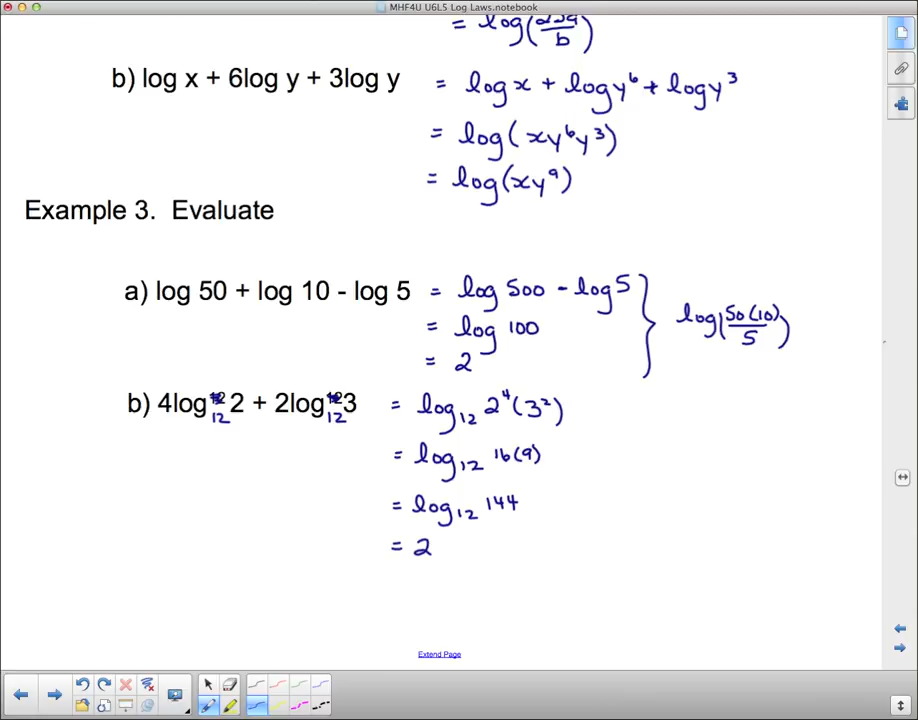 MHF4U U6L5 Log Laws.notebook
= log( /b)
b) log x + 6log y + 3log y = log x + log y⁶ + log y³
= log( xy⁶y³)
= log(xy⁹)
Example 3. Evaluate
a) log 50 + log 10 - log 5 = log 500 - log 5
= log 100
= 2
log(50(10)/5)
b) 4log₁₂2 + 2log₁₂3 = log₁₂ 2⁴(3²)
= log₁₂ 16(9)
= log₁₂ 144
= 2
Extend Page